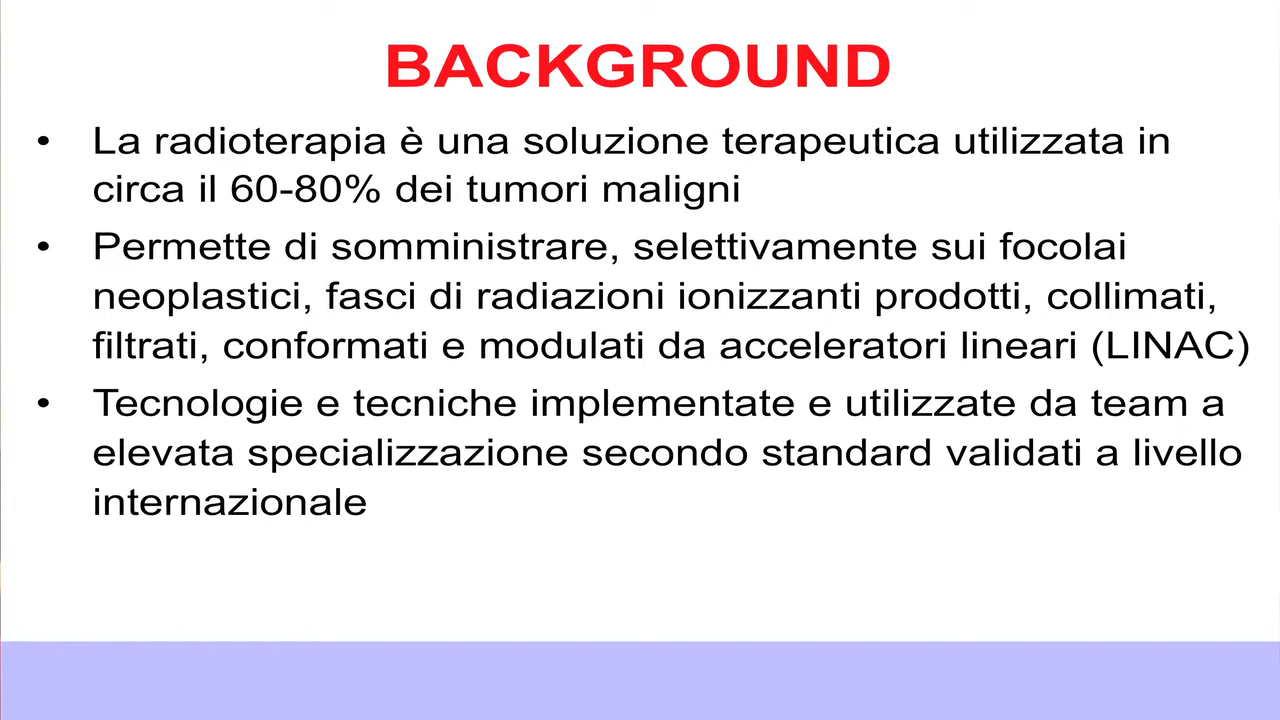 BACKGROUND
• La radioterapia è una soluzione terapeutica utilizzata in
circa il 60-80% dei tumori maligni
• Permette di somministrare, selettivamente sui focolai
neoplastici, fasci di radiazioni ionizzanti prodotti, collimati,
filtrati, conformati e modulati da acceleratori lineari (LINAC)
• Tecnologie e tecniche implementate e utilizzate da team a
elevata specializzazione secondo standard validati a livello
internazionale